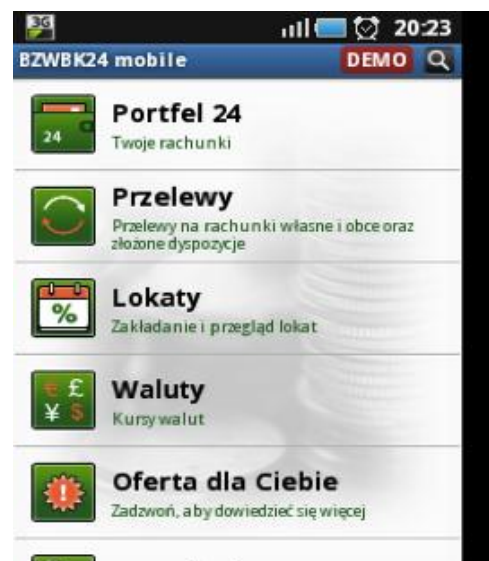 3G 20:23
BZWBK24 mobile DEMO
Portfel 24
24
Twoje rachunki
Przelewy
Przelewy na rachunki własne i obce oraz
złożone dyspozycje
Lokaty
%
Zakładanie i przegląd lokat
Waluty
€ £
¥ $
Kursy walut
Oferta dla Ciebie
!
Zadzwoń, aby dowiedzieć się więcej